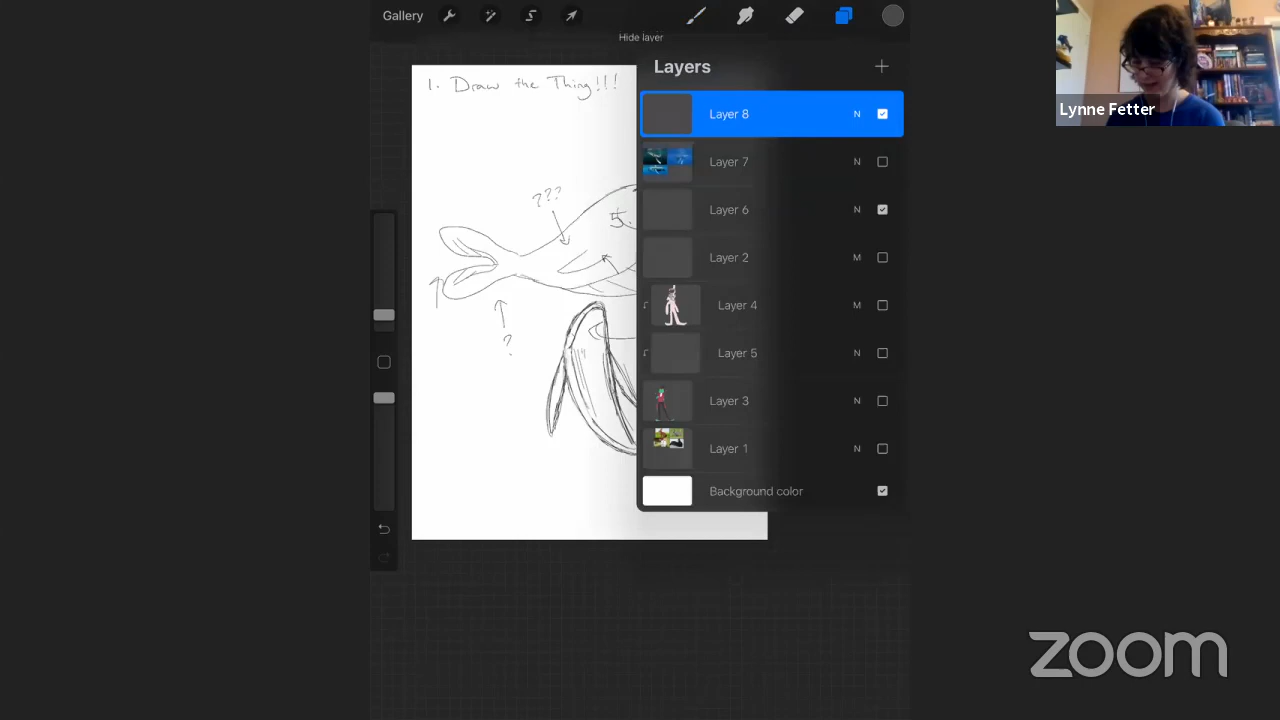 Gallery
Hide layer
Layers
1. Draw the Thing!!!
Layer 8 N
Layer 7 N
???
5.
Layer 6 N
Layer 2 M
Layer 4 M
?
Layer 5 N
Layer 3 N
Layer 1 N
Background color
Lynne Fetter
zoom